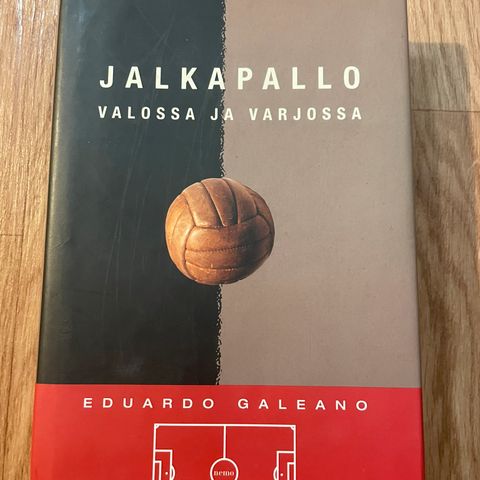 JALKAPALLO
VALOSSA JA VARJOSSA
EDUARDO GALEANO
nemo